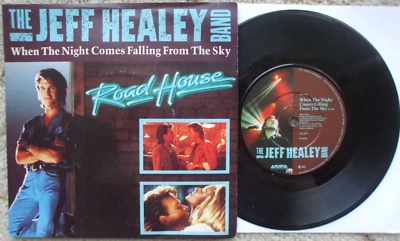 THE
JEFF HEALEY
BAND
When The Night Comes Falling From The Sky
Road House
When The Night
Comes Falling
From The Sky
THE
JEFF HEALEY
BAND
ARISTA